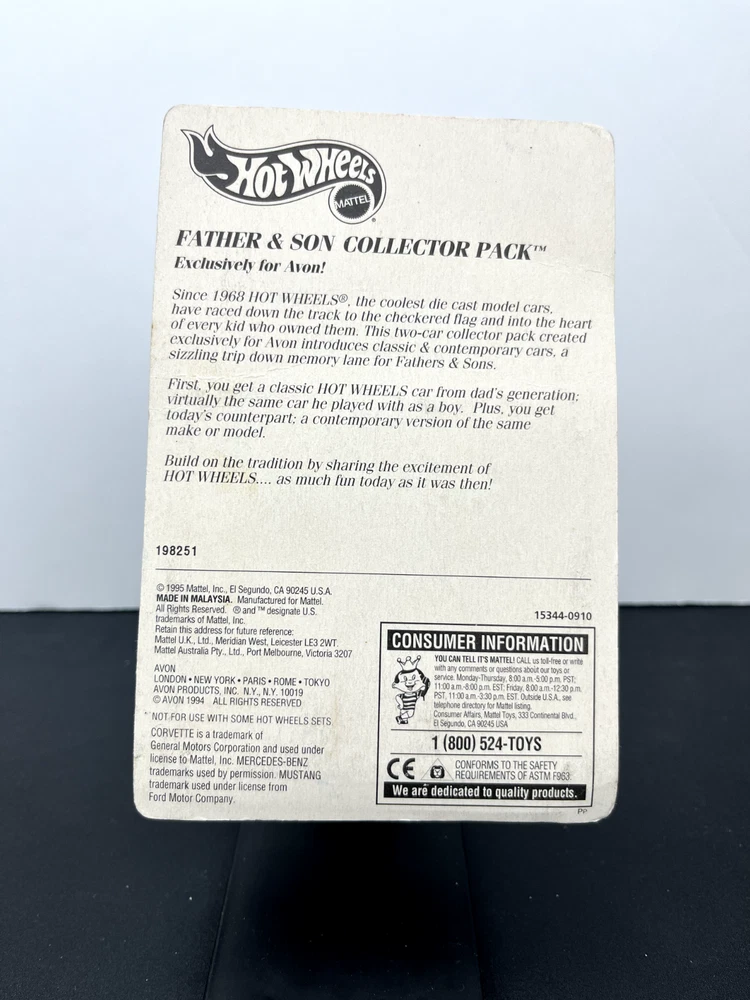 HOT WHEELS
MATTEL
®
FATHER & SON COLLECTOR PACK™
Exclusively for Avon!
Since 1968 HOT WHEELS®, the coolest die cast model cars,
have raced down the track to the checkered flag and into the heart
of every kid who owned them. This two-car collector pack created
exclusively for Avon introduces classic & contemporary cars, a
sizzling trip down memory lane for Fathers & Sons.
First, you get a classic HOT WHEELS car from dad's generation;
virtually the same car he played with as a boy. Plus, you get
today's counterpart; a contemporary version of the same
make or model.
Build on the tradition by sharing the excitement of
HOT WHEELS.... as much fun today as it was then!
198251
© 1995 Mattel, Inc., El Segundo, CA 90245 U.S.A.
MADE IN MALAYSIA. Manufactured for Mattel.
All Rights Reserved. ® and ™ designate U.S.
trademarks of Mattel, Inc.
Retain this address for future reference:
Mattel U.K., Ltd., Meridian West, Leicester LE3 2WT.
Mattel Australia Pty., Ltd., Port Melbourne, Victoria 3207
AVON
LONDON • NEW YORK • PARIS • ROME • TOKYO
AVON PRODUCTS, INC. N.Y., N.Y. 10019
© AVON 1994 ALL RIGHTS RESERVED
NOT FOR USE WITH SOME HOT WHEELS SETS.
CORVETTE is a trademark of
General Motors Corporation and used under
license to Mattel, Inc. MERCEDES-BENZ
trademarks used by permission. MUSTANG
trademark used under license from
Ford Motor Company.
15344-0910
CONSUMER INFORMATION
YOU CAN TELL IT'S MATTEL! CALL us toll-free or write
with any comments or questions about our toys or
service. Monday-Thursday, 8:00 a.m.-5:00 p.m. PST;
11:00 a.m.-8:00 p.m. EST; Friday, 8:00 a.m.-12:30 p.m.
PST, 11:00 a.m.-3:30 p.m. EST. Outside U.S.A., see
telephone directory for Mattel listing.
Consumer Affairs, Mattel Toys, 333 Continental Blvd.,
El Segundo, CA 90245 USA
1 (800) 524-TOYS
CE
CONFORMS TO THE SAFETY
REQUIREMENTS OF ASTM F963
We are dedicated to quality products.
PP